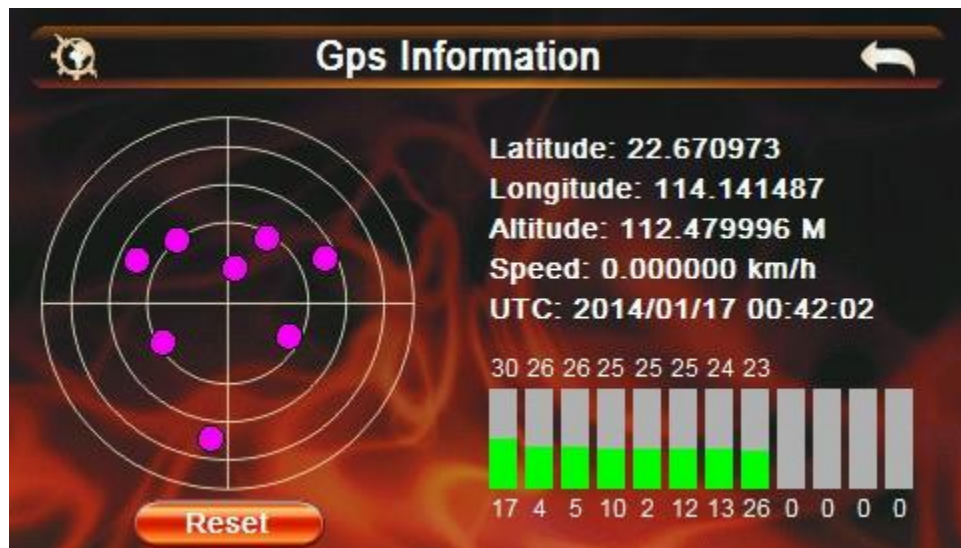 Gps Information
Latitude: 22.670973
Longitude: 114.141487
Altitude: 112.479996 M
Speed: 0.000000 km/h
UTC: 2014/01/17 00:42:02
30 26 26 25 25 25 24 23
17 4 5 10 2 12 13 26 0 0 0 0
Reset